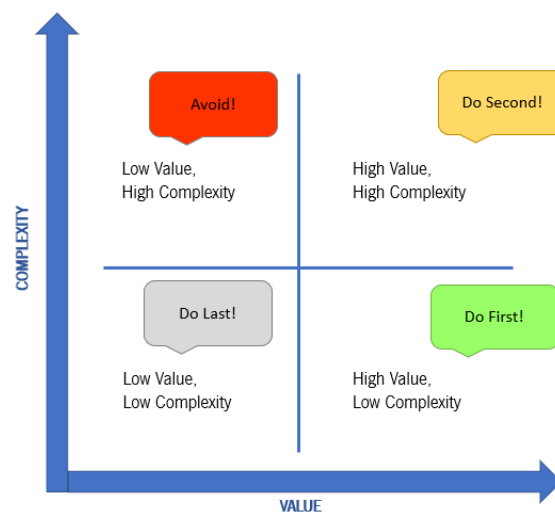 Avoid!
Do Second!
Low Value,
High Complexity
High Value,
High Complexity
COMPLEXITY
Do Last!
Do First!
Low Value,
Low Complexity
High Value,
Low Complexity
VALUE